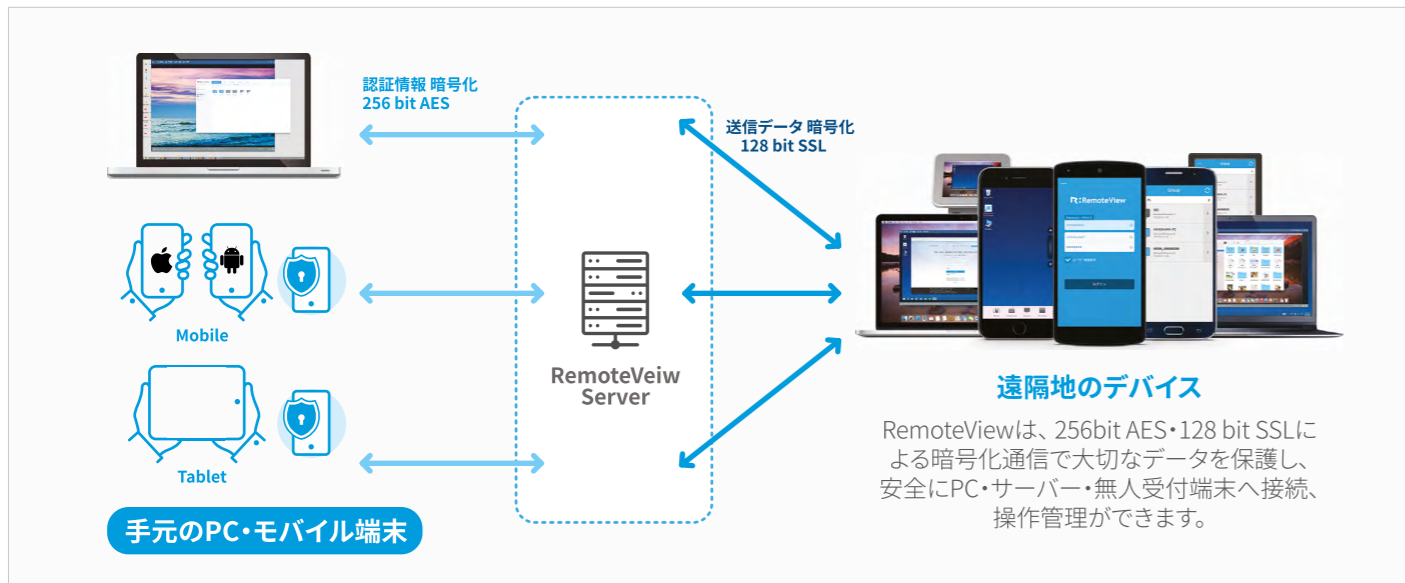 認証情報 暗号化
256 bit AES
送信データ 暗号化
128 bit SSL
Mobile
Tablet
手元のPC・モバイル端末
RemoteVeiw
Server
RemoteView
遠隔地のデバイス
RemoteViewは、256bit AES・128 bit SSLに
よる暗号化通信で大切なデータを保護し、
安全にPC・サーバー・無人受付端末へ接続、
操作管理ができます。